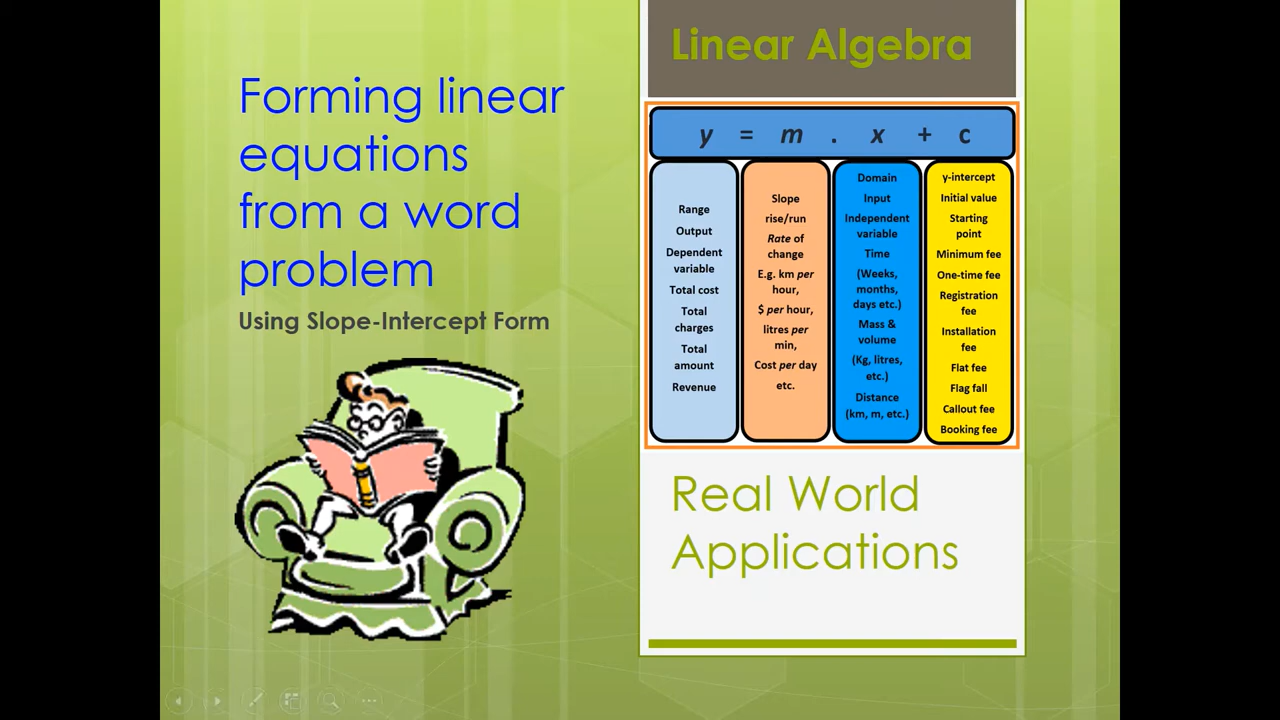 Forming linear
equations
from a word
problem
Using Slope-Intercept Form
Linear Algebra
y = m . x + c
Range
Output
Dependent
variable
Total cost
Total
charges
Total
amount
Revenue
Slope
rise/run
Rate of
change
E.g. km per
hour,
$ per hour,
litres per
min,
Cost per day
etc.
Domain
Input
Independent
variable
Time
(Weeks,
months,
days etc.)
Mass &
volume
(Kg, litres,
etc.)
Distance
(km, m, etc.)
y-intercept
Initial value
Starting
point
Minimum fee
One-time fee
Registration
fee
Installation
fee
Flat fee
Flag fall
Callout fee
Booking fee
Real World
Applications